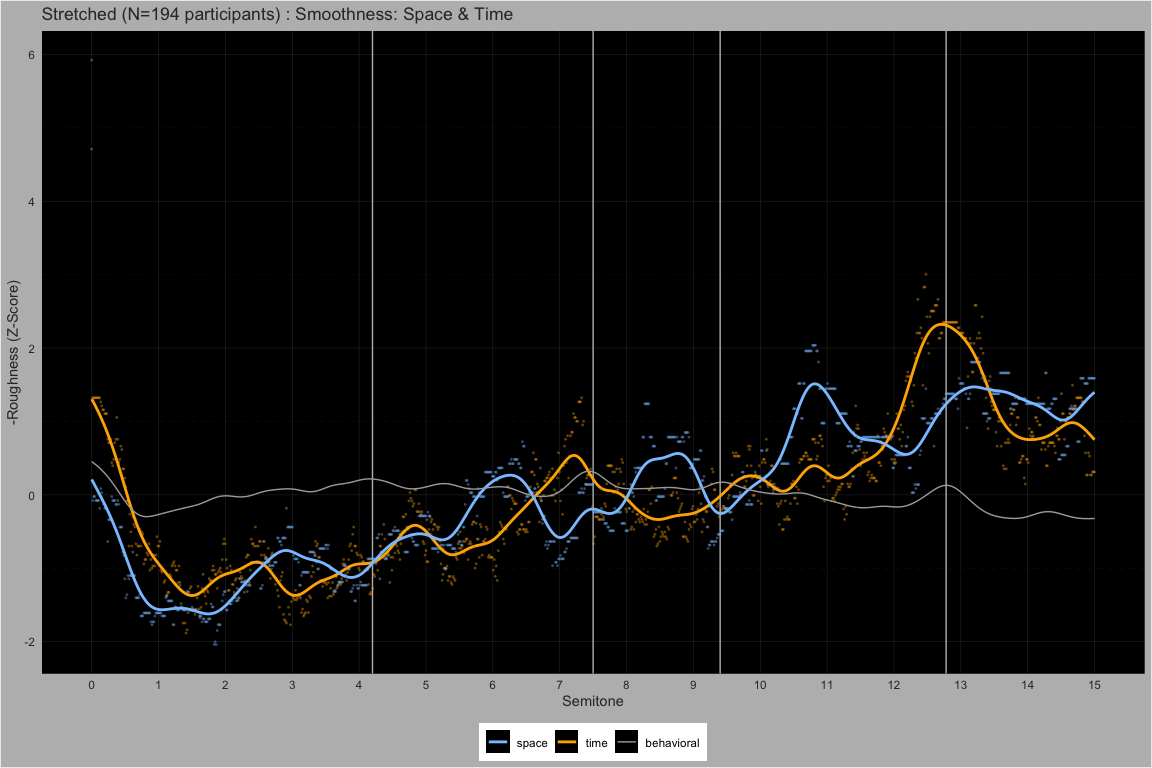 Stretched (N=194 participants) : Smoothness: Space & Time
-Roughness (Z-Score)
6
4
2
0
-2
0 1 2 3 4 5 6 7 8 9 10 11 12 13 14 15
Semitone
space time behavioral